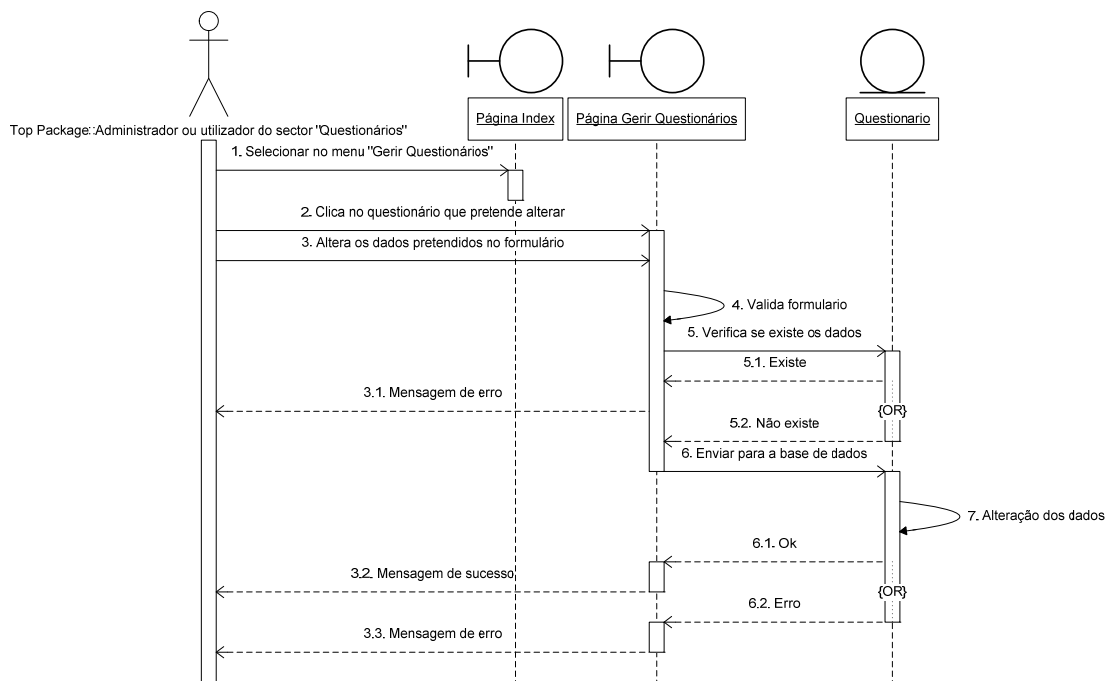 Página Index
Página Gerir Questionários
Questionario
Top Package::Administrador ou utilizador do sector "Questionários"
1. Selecionar no menu "Gerir Questionários"
2. Clica no questionário que pretende alterar
3. Altera os dados pretendidos no formulário
4. Valida formulario
5. Verifica se existe os dados
5.1. Existe
3.1. Mensagem de erro
{OR}
5.2. Não existe
6. Enviar para a base de dados
7. Alteração dos dados
6.1. Ok
3.2. Mensagem de sucesso
{OR}
6.2. Erro
3.3. Mensagem de erro